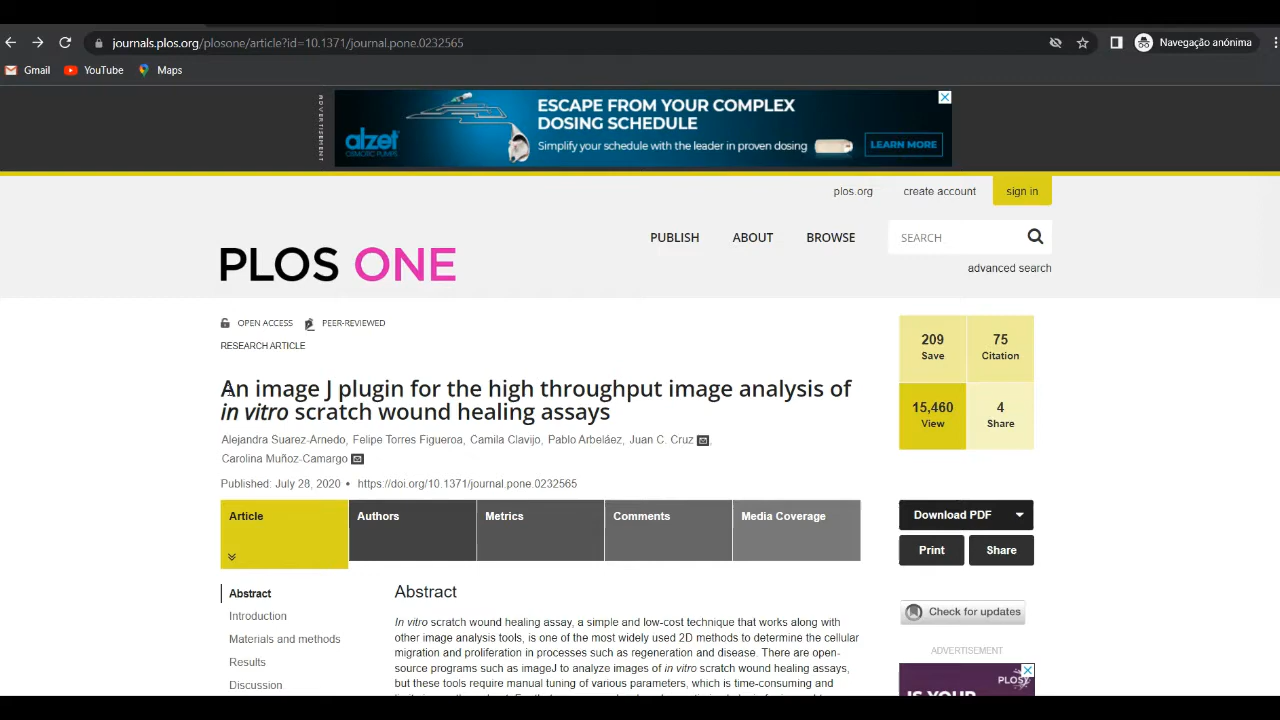 journals.plos.org/plosone/article?id=10.1371/journal.pone.0232565
Navegação anónima
Gmail YouTube Maps
ADVERTISEMENT
alzet
OSMOTIC PUMPS
ESCAPE FROM YOUR COMPLEX
DOSING SCHEDULE
Simplify your schedule with the leader in proven dosing
LEARN MORE
plos.org create account sign in
PLOS ONE
PUBLISH ABOUT BROWSE SEARCH
advanced search
OPEN ACCESS PEER-REVIEWED
RESEARCH ARTICLE
An image J plugin for the high throughput image analysis of
in vitro scratch wound healing assays
Alejandra Suarez-Arnedo, Felipe Torres Figueroa, Camila Clavijo, Pablo Arbeláez, Juan C. Cruz
Carolina Muñoz-Camargo
Published: July 28, 2020 • https://doi.org/10.1371/journal.pone.0232565
209
Save
75
Citation
15,460
View
4
Share
Article Authors Metrics Comments Media Coverage
Download PDF
Print Share
Check for updates
ADVERTISEMENT
PLOS
IS YOUR
Abstract
Introduction
Materials and methods
Results
Discussion
Abstract
In vitro scratch wound healing assay, a simple and low-cost technique that works along with
other image analysis tools, is one of the most widely used 2D methods to determine the cellular
migration and proliferation in processes such as regeneration and disease. There are open-
source programs such as imageJ to analyze images of in vitro scratch wound healing assays,
but these tools require manual tuning of various parameters, which is time-consuming and